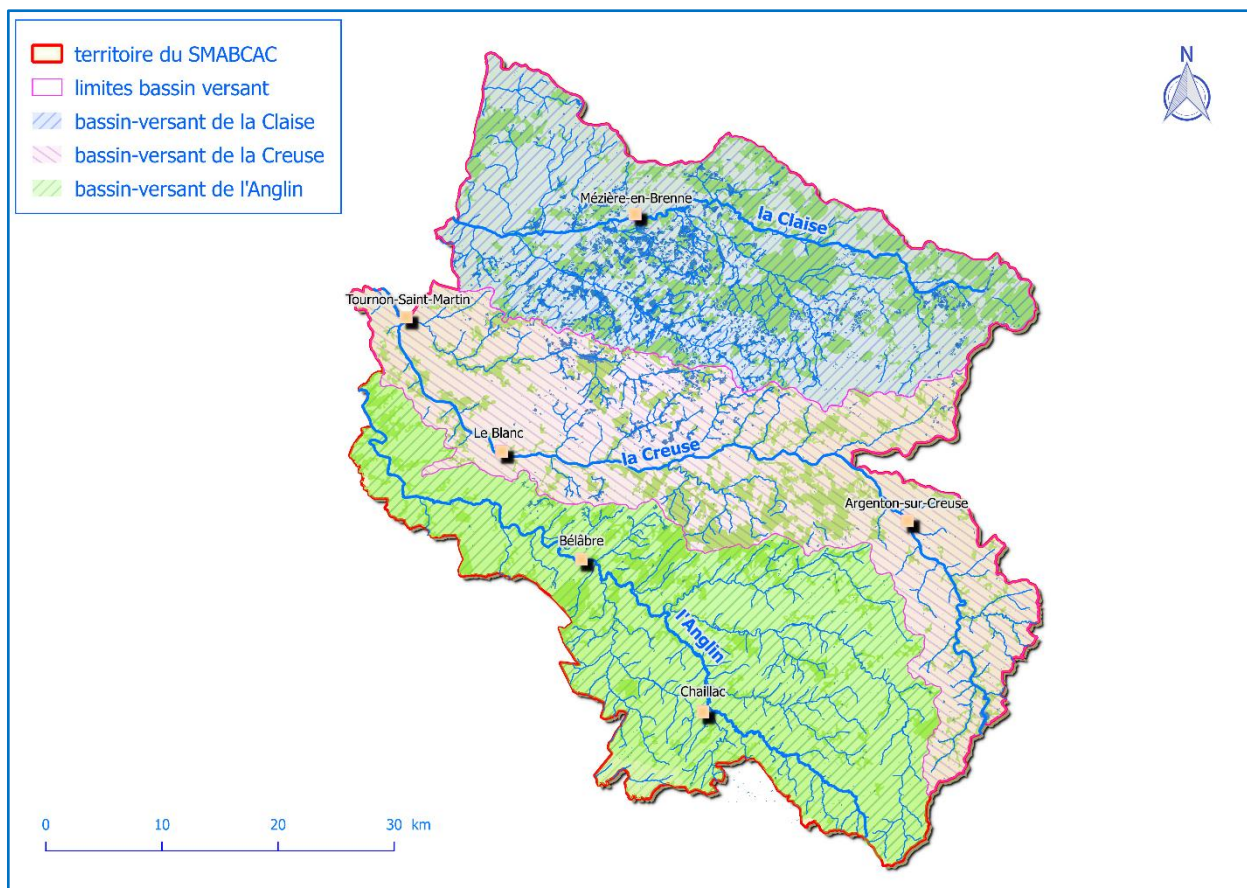 territoire du SMABCAC
limites bassin versant
bassin-versant de la Claise
bassin-versant de la Creuse
bassin-versant de l'Anglin
N
Mézière-en-Brenne
la Claise
Tournon-Saint-Martin
Le Blanc
la Creuse
Argenton-sur-Creuse
Bélâbre
l'Anglin
Chaillac
0 10 20 30 km